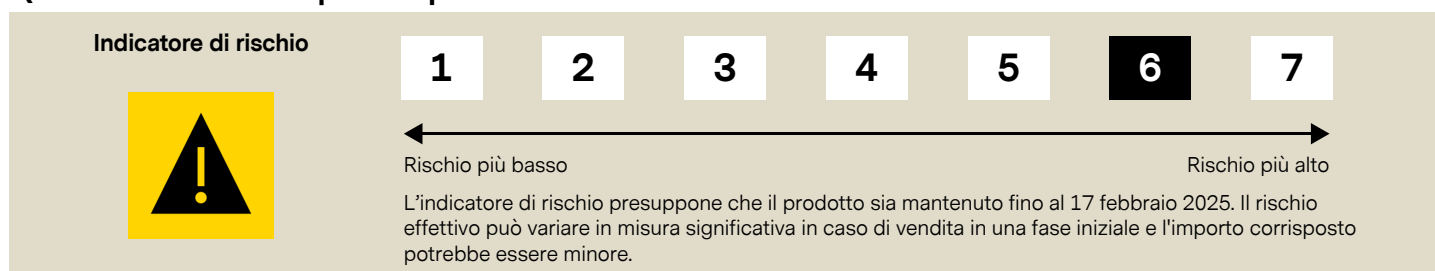 Indicatore di rischio
1 2 3 4 5 6 7
Rischio più basso Rischio più alto
L'indicatore di rischio presuppone che il prodotto sia mantenuto fino al 17 febbraio 2025. Il rischio
effettivo può variare in misura significativa in caso di vendita in una fase iniziale e l'importo corrisposto
potrebbe essere minore.